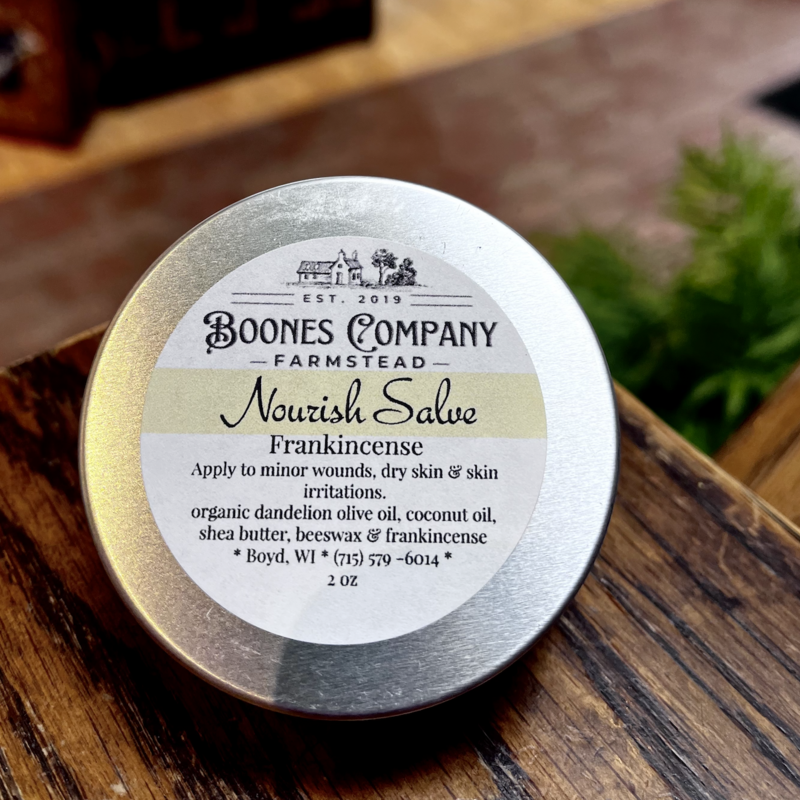 EST. 2019
BOONES COMPANY
—FARMSTEAD—
Nourish Salve
Frankincense
Apply to minor wounds, dry skin & skin
irritations.
organic dandelion olive oil, coconut oil,
shea butter, beeswax & frankincense
* Boyd, WI * (715) 579 -6014 *
2 oz